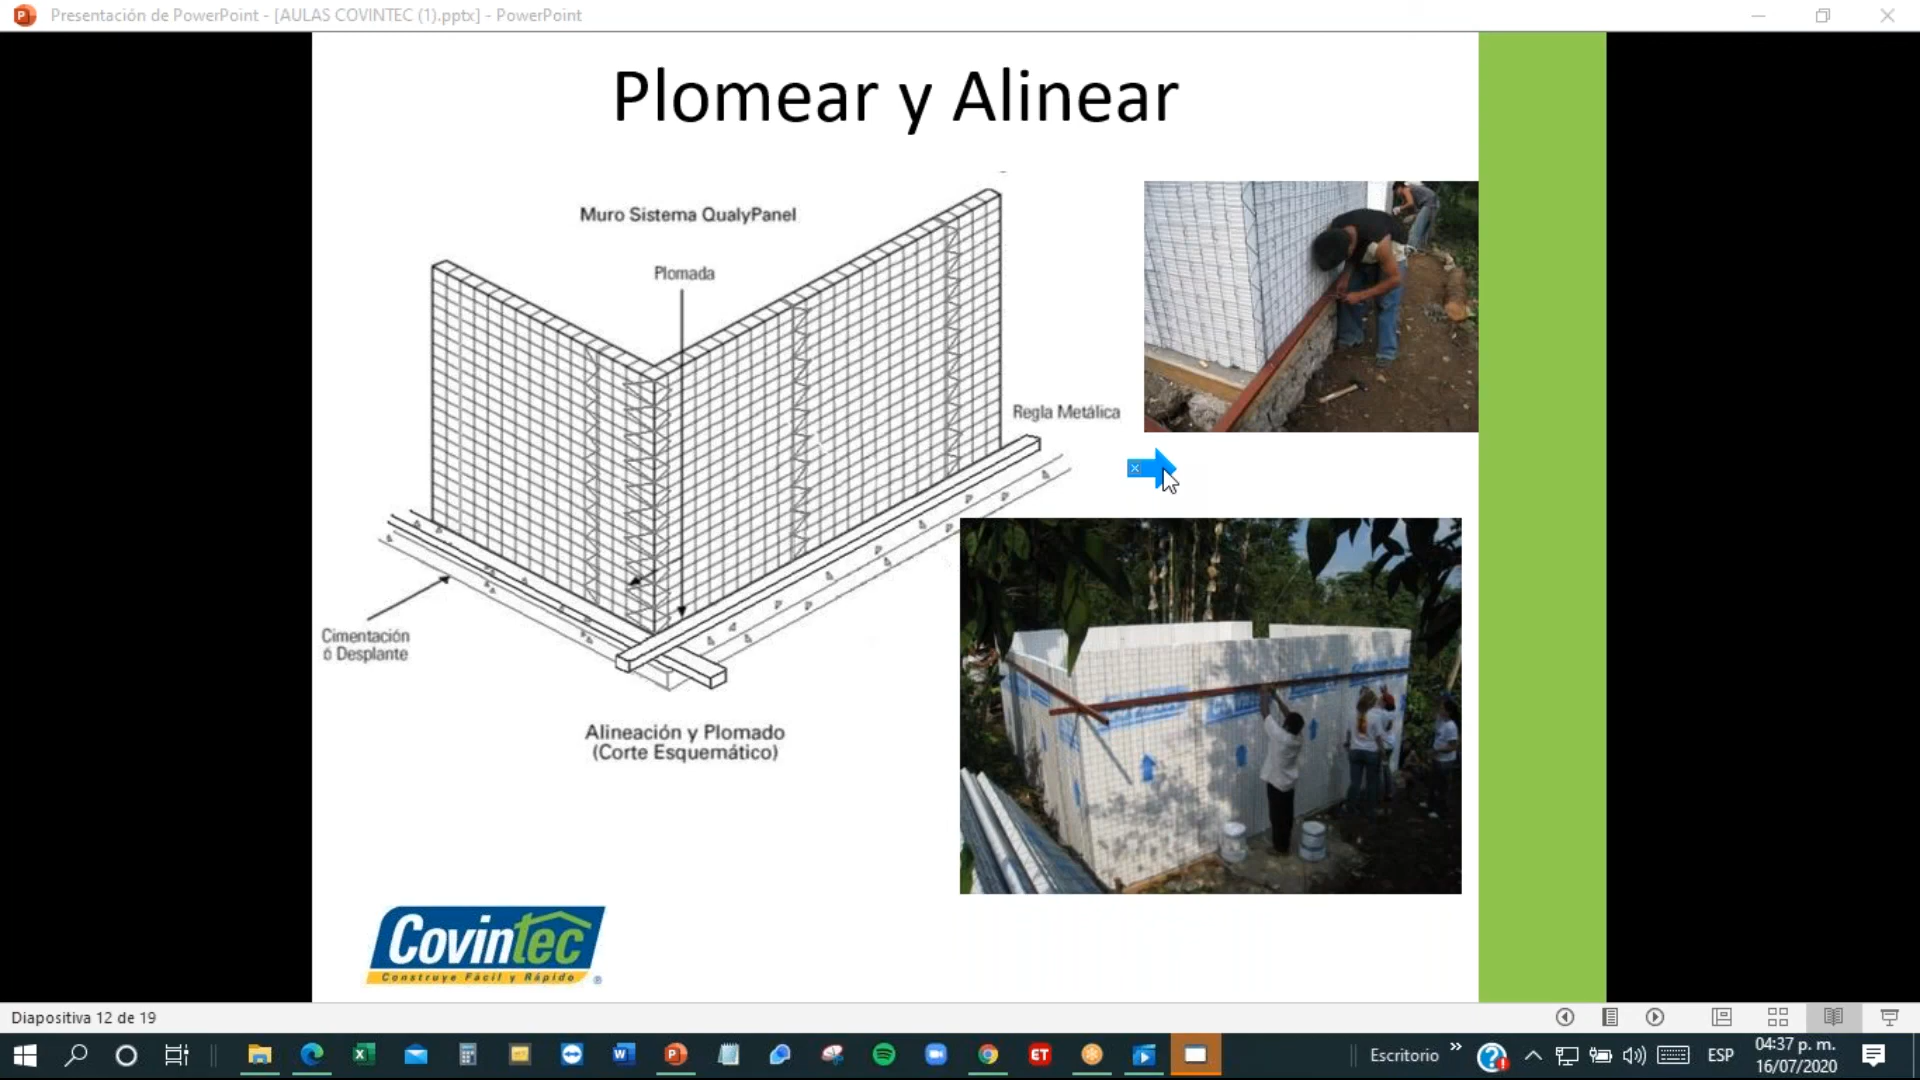 Presentación de PowerPoint - [AULAS COVINTEC (1).pptx] - PowerPoint
Plomear y Alinear
Muro Sistema QualyPanel
Plomada
Regla Metálica
Cimentación
ó Desplante
Alineación y Plomado
(Corte Esquemático)
Covintec
Construye Fácil y Rápido ®
Diapositiva 12 de 19
Escritorio
ESP
04:37 p. m.
16/07/2020
ET